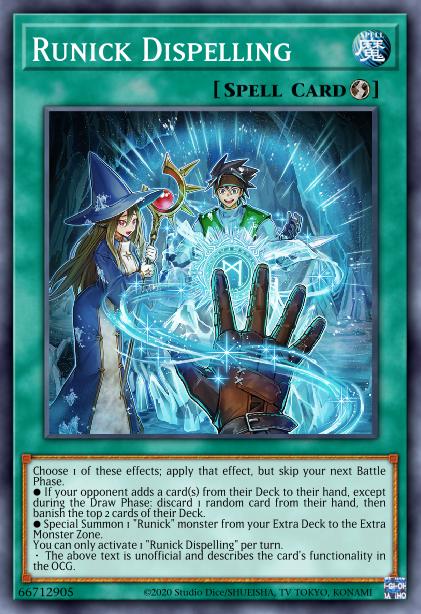 RUNICK DISPELLING
SPELL
魔
[SPELL CARD]
Choose 1 of these effects; apply that effect, but skip your next Battle
Phase.
● If your opponent adds a card(s) from their Deck to their hand, except
during the Draw Phase: discard 1 random card from their hand, then
banish the top 2 cards of their Deck.
● Special Summon 1 "Runick" monster from your Extra Deck to the Extra
Monster Zone.
You can only activate 1 "Runick Dispelling" per turn.
· The above text is unofficial and describes the card's functionality in
the OCG.
66712905
©2020 Studio Dice/SHUEISHA, TV TOKYO, KONAMI